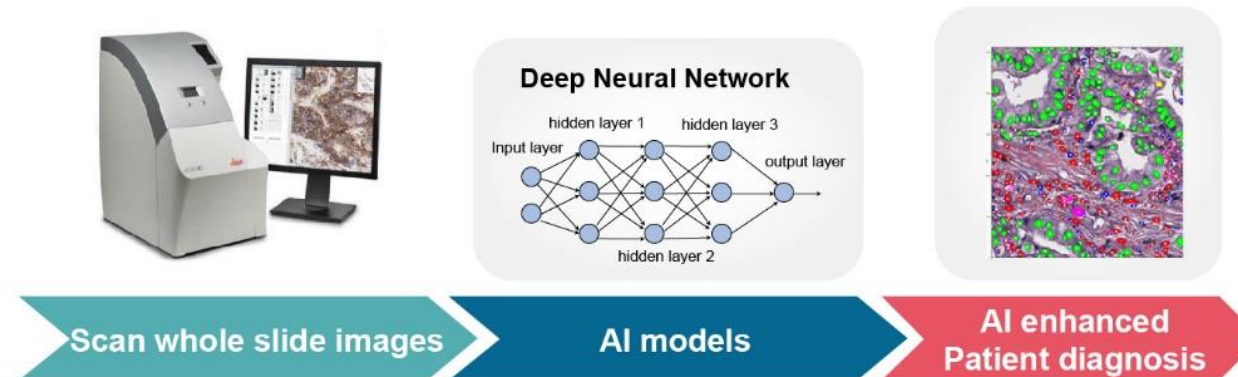 Deep Neural Network
hidden layer 1
hidden layer 3
Input layer
output layer
hidden layer 2
Scan whole slide images
AI models
AI enhanced
Patient diagnosis